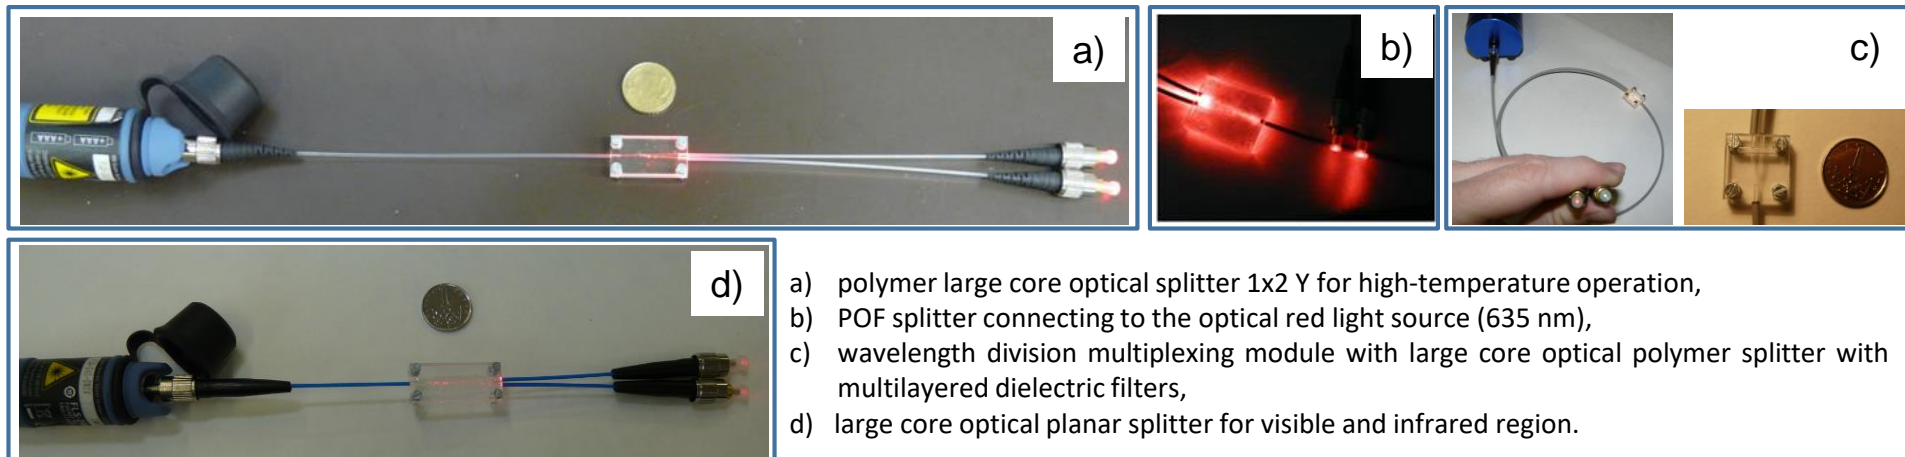 a)
b)
c)
d)
a) polymer large core optical splitter 1x2 Y for high-temperature operation,
b) POF splitter connecting to the optical red light source (635 nm),
c) wavelength division multiplexing module with large core optical polymer splitter with
multilayered dielectric filters,
d) large core optical planar splitter for visible and infrared region.